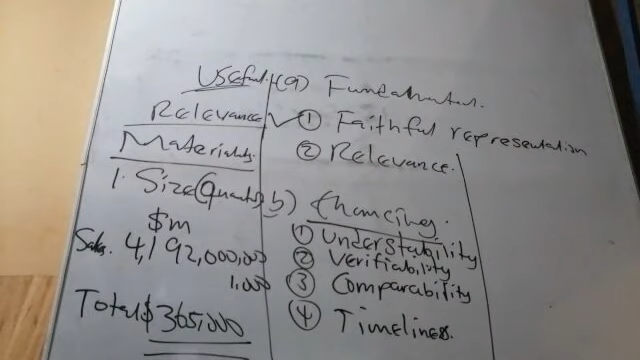 Useful (a) Fundamental.
Relevance ① Faithful representation
Materiality. ② Relevance.
1. Size (Quantity b) Enhancing.
$m
① Understability
Sales. 4,192,000,000
② Verifiability
1,000
③ Comparability
Total $ 365,000
④ Timeliness.